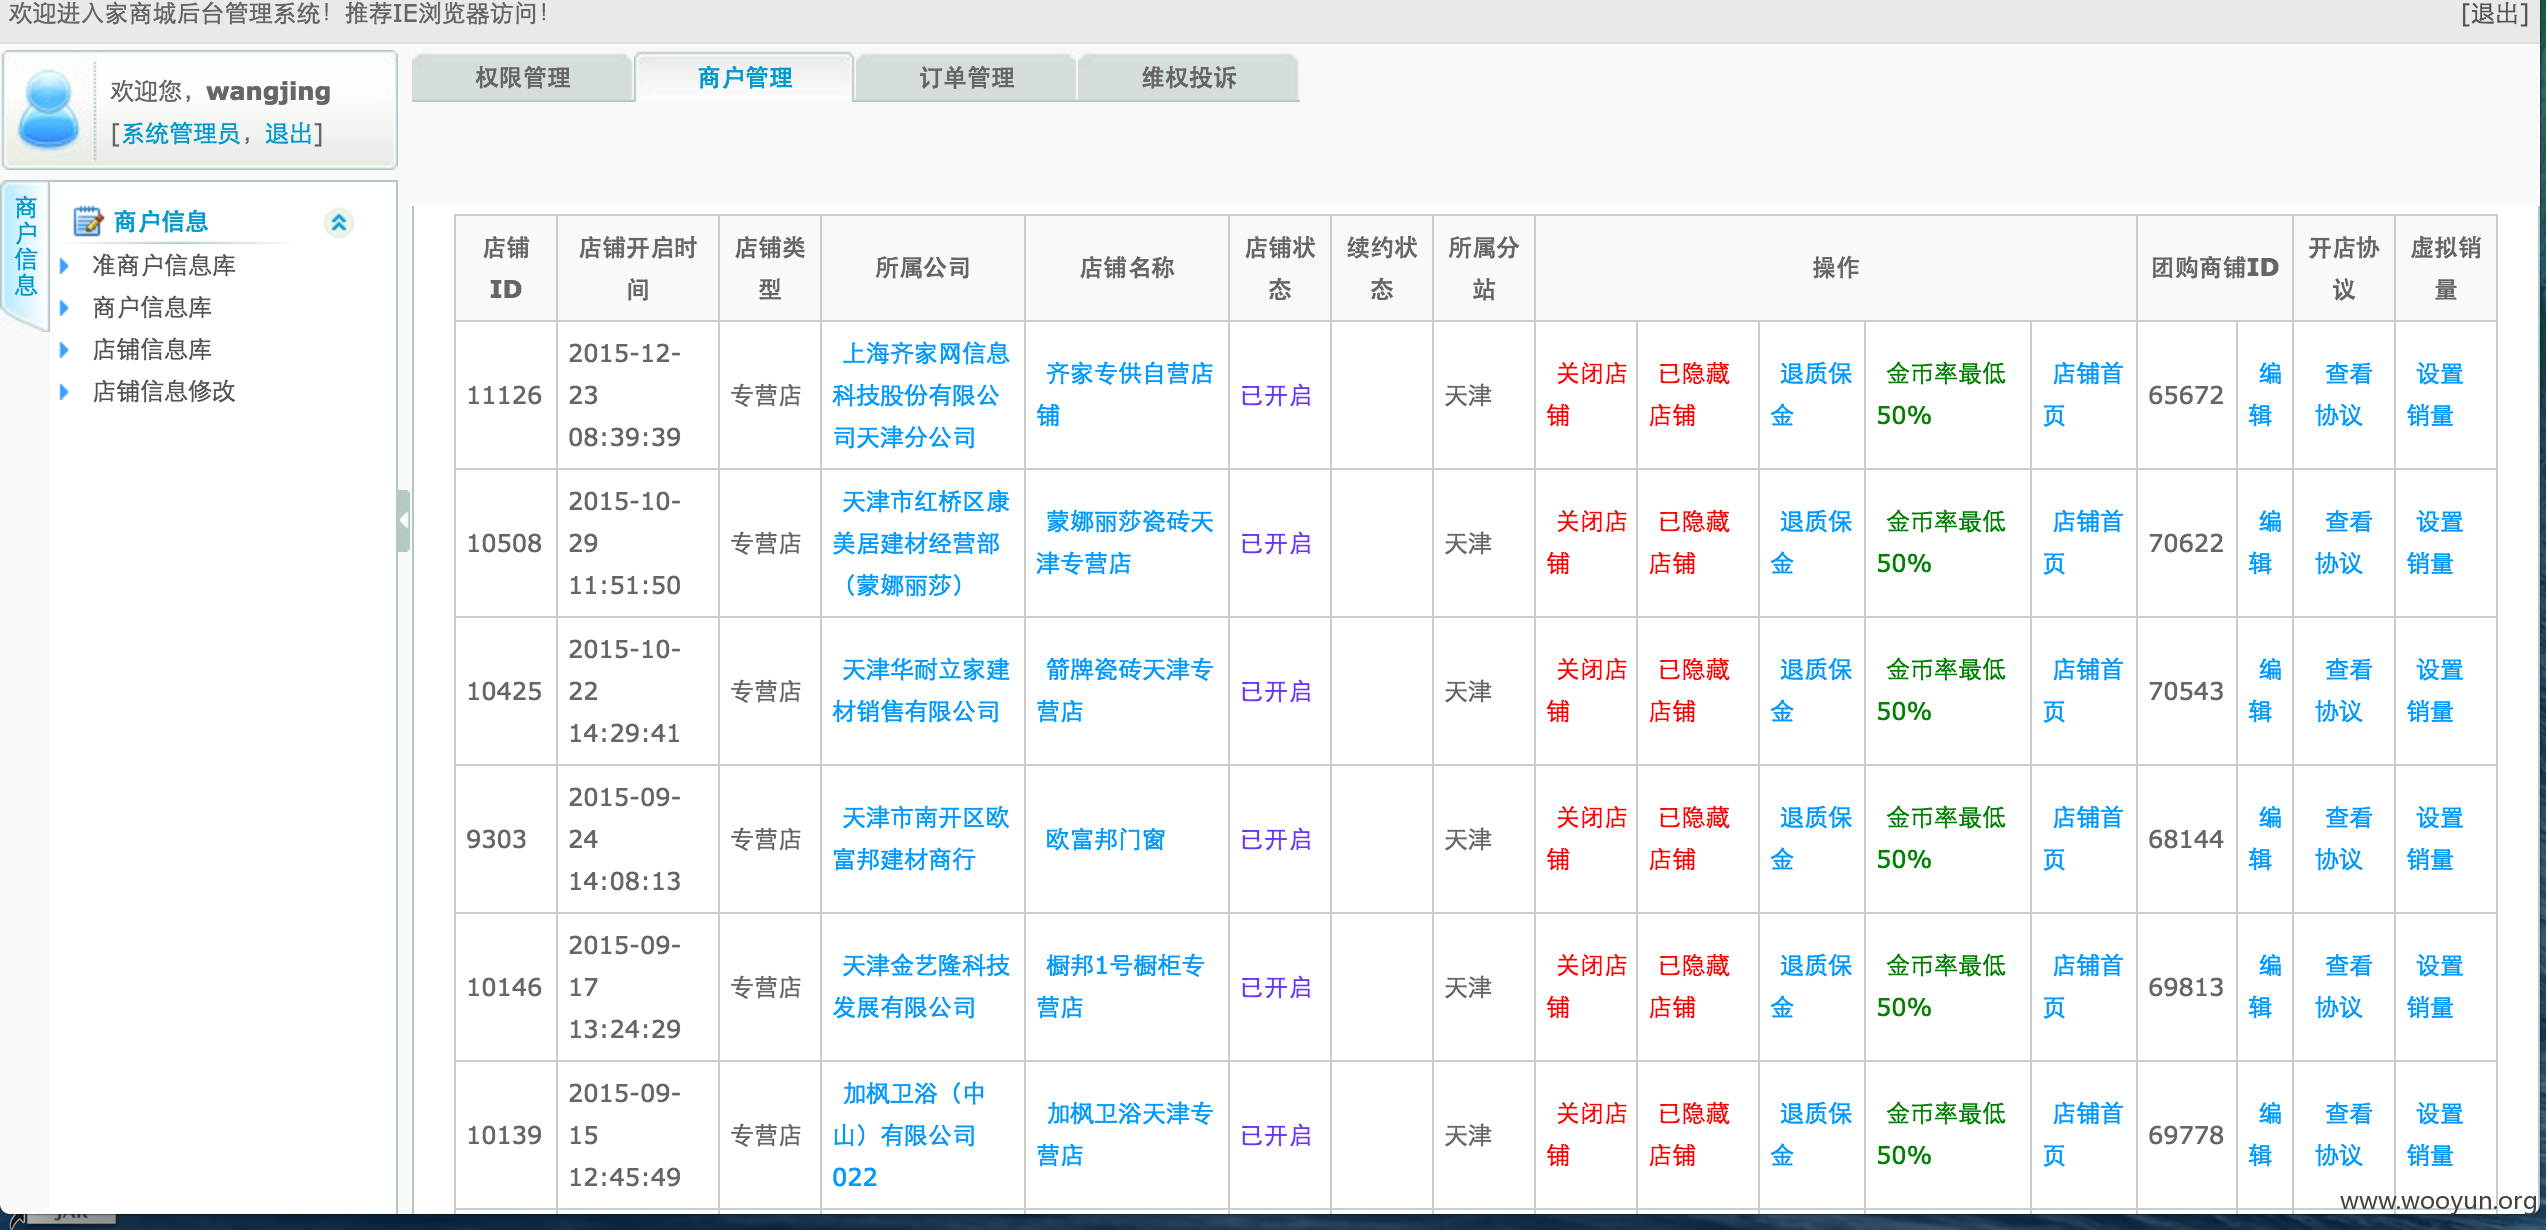 欢迎进入家商城后台管理系统！推荐IE浏览器访问！
[退出]
欢迎您，wangjing
[系统管理员，退出]
权限管理
商户管理
订单管理
维权投诉
商户信息
商户信息
准商户信息库
商户信息库
店铺信息库
店铺信息修改
店铺ID 店铺开启时间 店铺类型 所属公司 店铺名称 店铺状态 续约状态 所属分站 操作 团购商铺ID 开店协议 虚拟销量
11126 2015-12-23 08:39:39 专营店 上海齐家网信息科技股份有限公司天津分公司 齐家专供自营店铺 已开启 天津 关闭店铺 已隐藏店铺 退质保金 金币率最低50% 店铺首页 65672 编辑 查看协议 设置销量
10508 2015-10-29 11:51:50 专营店 天津市红桥区康美居建材经营部（蒙娜丽莎） 蒙娜丽莎瓷砖天津专营店 已开启 天津 关闭店铺 已隐藏店铺 退质保金 金币率最低50% 店铺首页 70622 编辑 查看协议 设置销量
10425 2015-10-22 14:29:41 专营店 天津华耐立家建材销售有限公司 箭牌瓷砖天津专营店 已开启 天津 关闭店铺 已隐藏店铺 退质保金 金币率最低50% 店铺首页 70543 编辑 查看协议 设置销量
9303 2015-09-24 14:08:13 专营店 天津市南开区欧富邦建材商行 欧富邦门窗 已开启 天津 关闭店铺 已隐藏店铺 退质保金 金币率最低50% 店铺首页 68144 编辑 查看协议 设置销量
10146 2015-09-17 13:24:29 专营店 天津金艺隆科技发展有限公司 橱邦1号橱柜专营店 已开启 天津 关闭店铺 已隐藏店铺 退质保金 金币率最低50% 店铺首页 69813 编辑 查看协议 设置销量
10139 2015-09-15 12:45:49 专营店 加枫卫浴（中山）有限公司022 加枫卫浴天津专营店 已开启 天津 关闭店铺 已隐藏店铺 退质保金 金币率最低50% 店铺首页 69778 编辑 查看协议 设置销量
www.wooyun.org